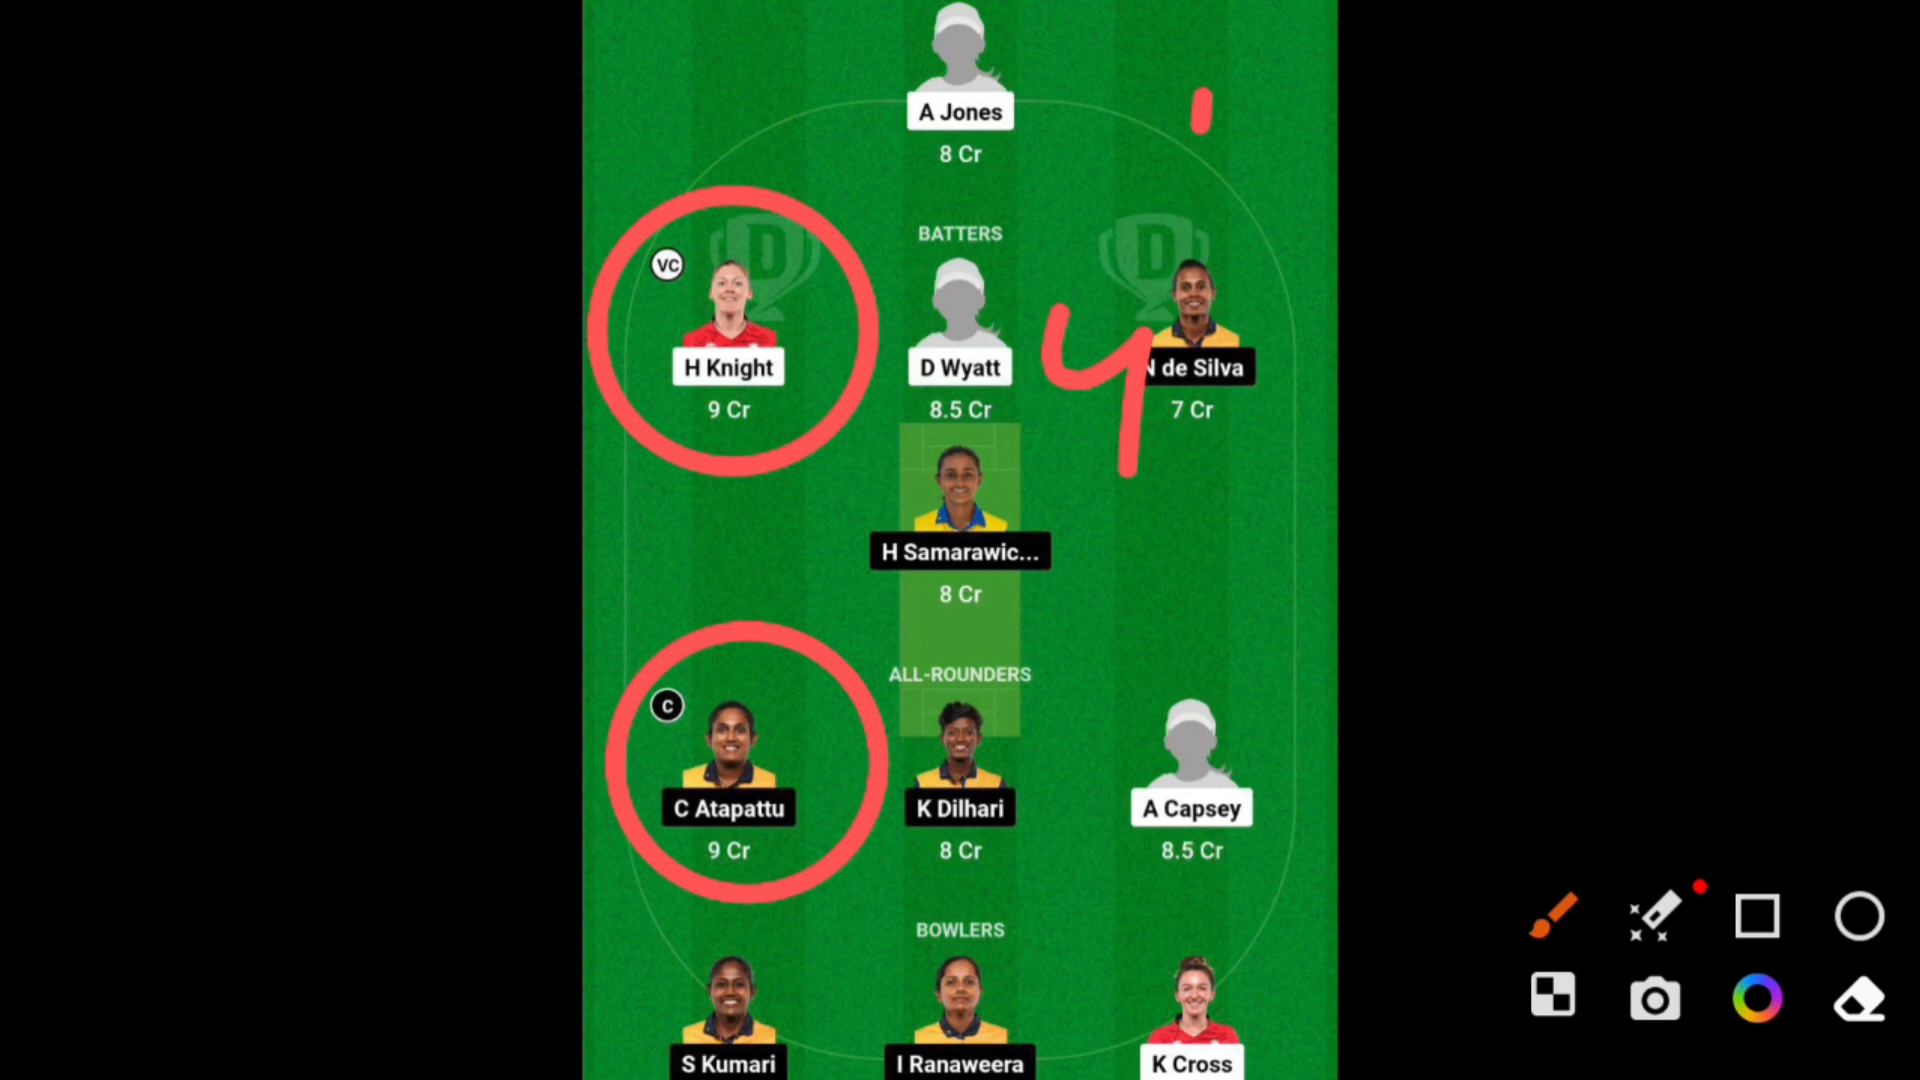 A Jones
8 Cr
1
BATTERS
D D
VC
H Knight D Wyatt N de Silva
9 Cr 8.5 Cr 4 7 Cr
H Samarawic...
8 Cr
ALL-ROUNDERS
C
C Atapattu K Dilhari A Capsey
9 Cr 8 Cr 8.5 Cr
BOWLERS
S Kumari I Ranaweera K Cross